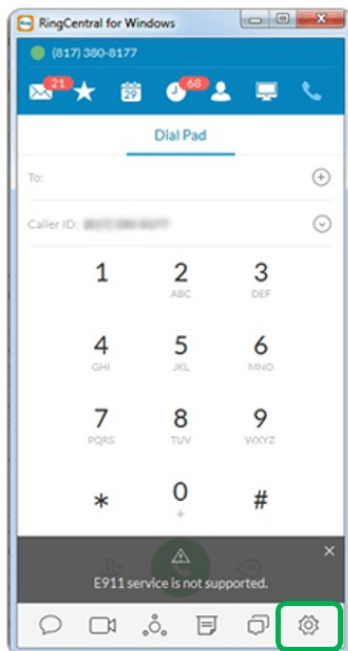 RingCentral for Windows
(817) 380-8177
21
29
68
Dial Pad
To:
Caller ID:
1 2 3
ABC DEF
4 5 6
GHI JKL MNO
7 8 9
PQRS TUV WXYZ
* 0 #
+
E911 service is not supported.